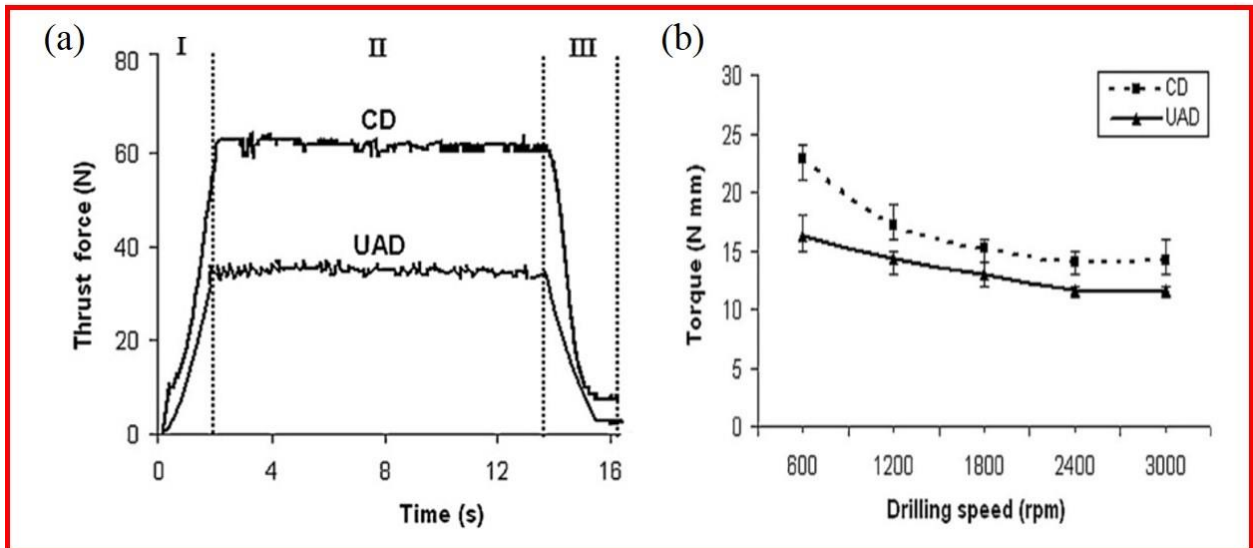 (a)
I II III
80
60
40
20
0
CD
UAD
Thrust force (N)
0 4 8 12 16
Time (s)
(b)
30
25
20
15
10
5
0
CD
UAD
Torque (N mm)
600 1200 1800 2400 3000
Drilling speed (rpm)